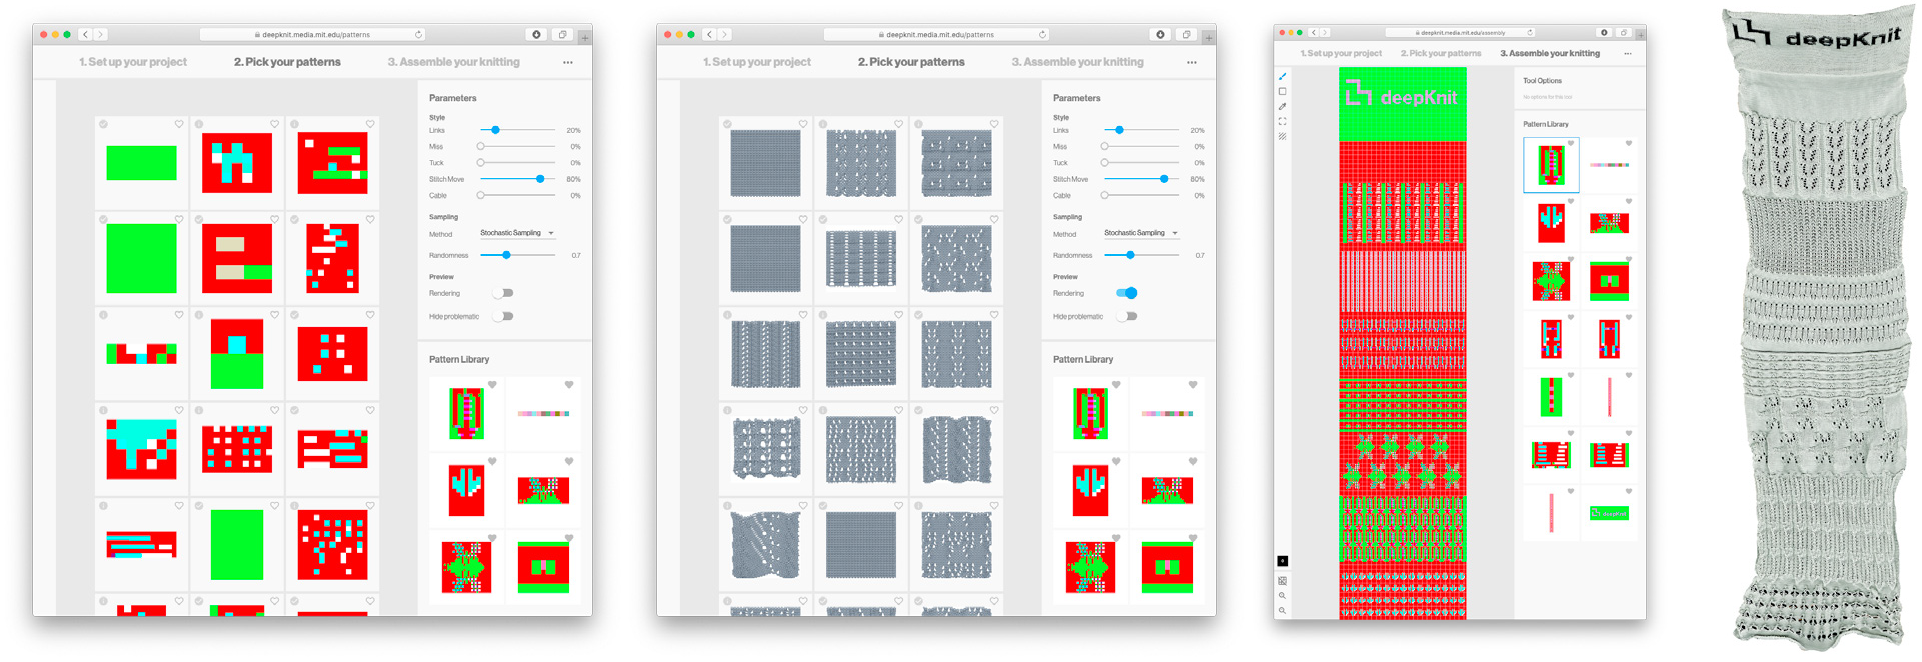 deepknit.media.mit.edu/patterns
1. Set up your project
2. Pick your patterns
3. Assemble your knitting
Parameters
Style
Links 20%
Miss 0%
Tuck 0%
Stitch Move 80%
Cable 0%
Sampling
Method Stochastic Sampling
Randomness 0.7
Preview
Rendering
Hide problematic
Pattern Library
deepknit.media.mit.edu/patterns
1. Set up your project
2. Pick your patterns
3. Assemble your knitting
Parameters
Style
Links 20%
Miss 0%
Tuck 0%
Stitch Move 80%
Cable 0%
Sampling
Method Stochastic Sampling
Randomness 0.7
Preview
Rendering
Hide problematic
Pattern Library
deepknit.media.mit.edu/assembly
1. Set up your project
2. Pick your patterns
3. Assemble your knitting
deepKnit
Tool Options
No options for this tool
Pattern Library
deepKnit
deepKnit